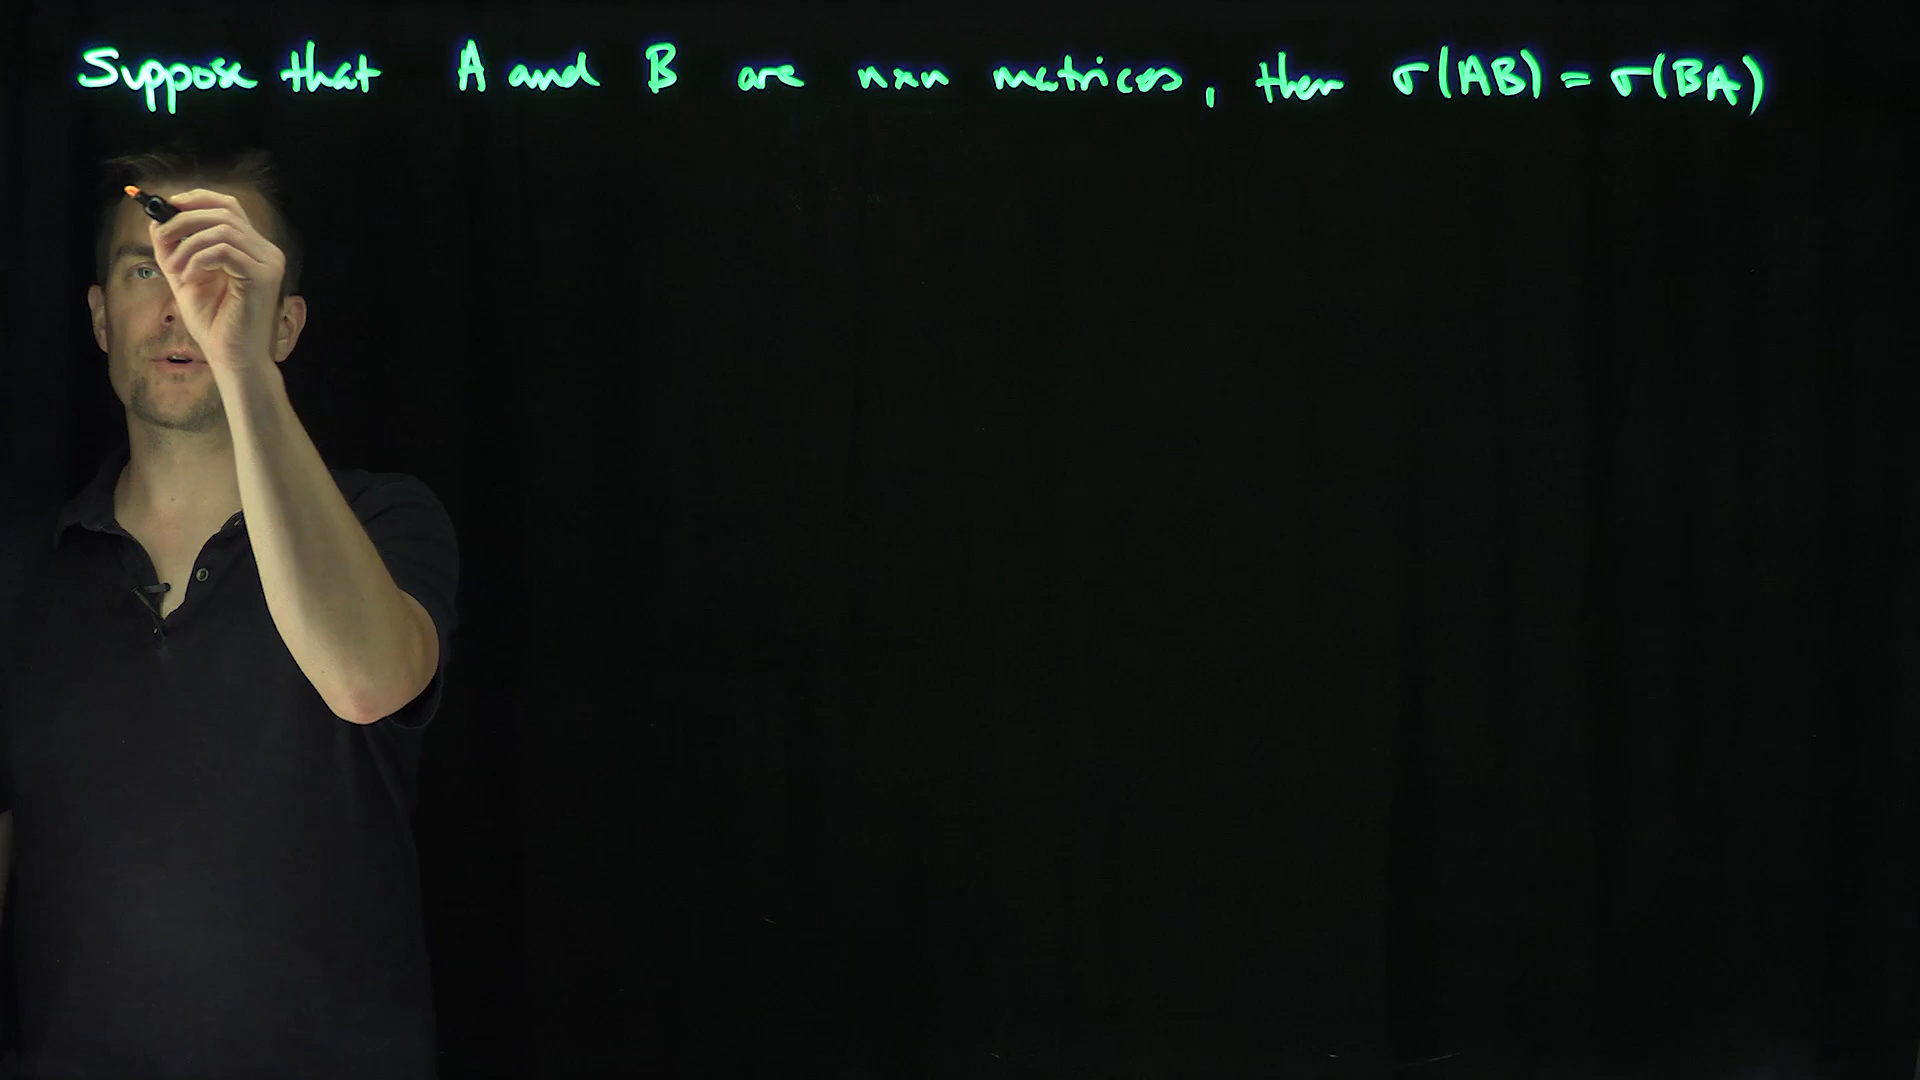 Suppose that A and B are nxn matrices, then σ(AB) = σ(BA)